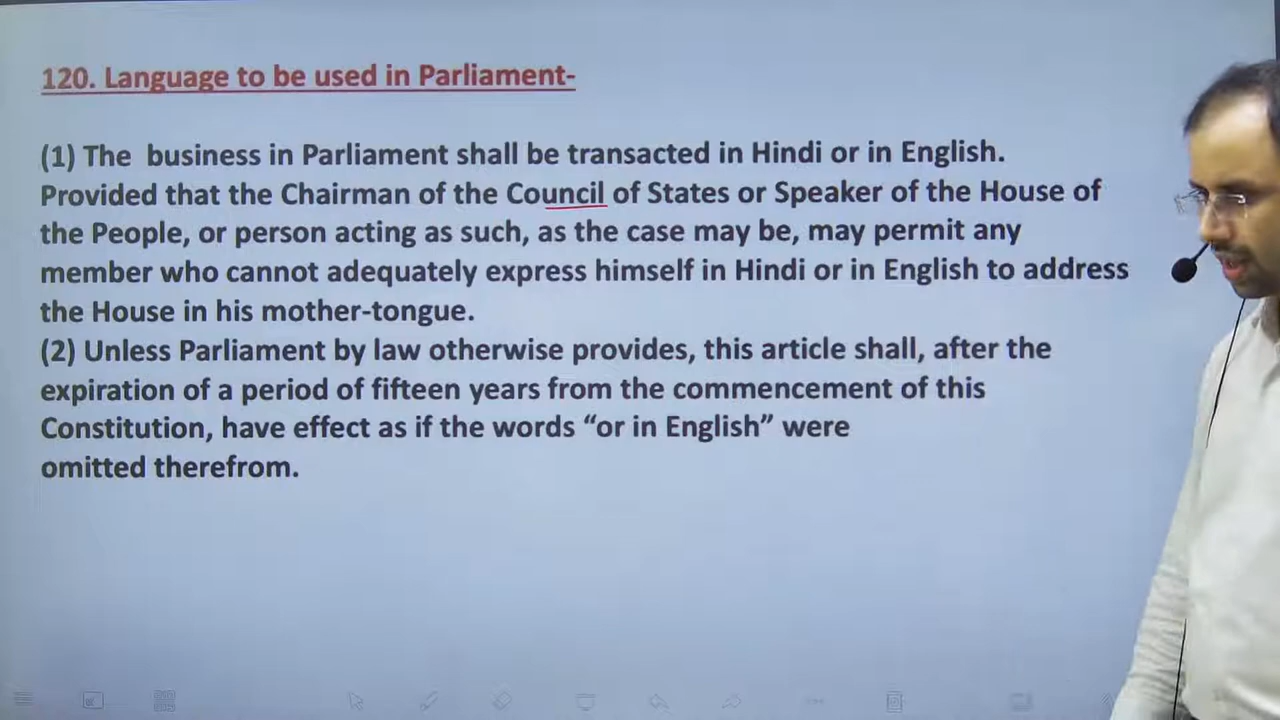 120. Language to be used in Parliament-
(1) The business in Parliament shall be transacted in Hindi or in English.
Provided that the Chairman of the Council of States or Speaker of the House of
the People, or person acting as such, as the case may be, may permit any
member who cannot adequately express himself in Hindi or in English to address
the House in his mother-tongue.
(2) Unless Parliament by law otherwise provides, this article shall, after the
expiration of a period of fifteen years from the commencement of this
Constitution, have effect as if the words “or in English” were
omitted therefrom.